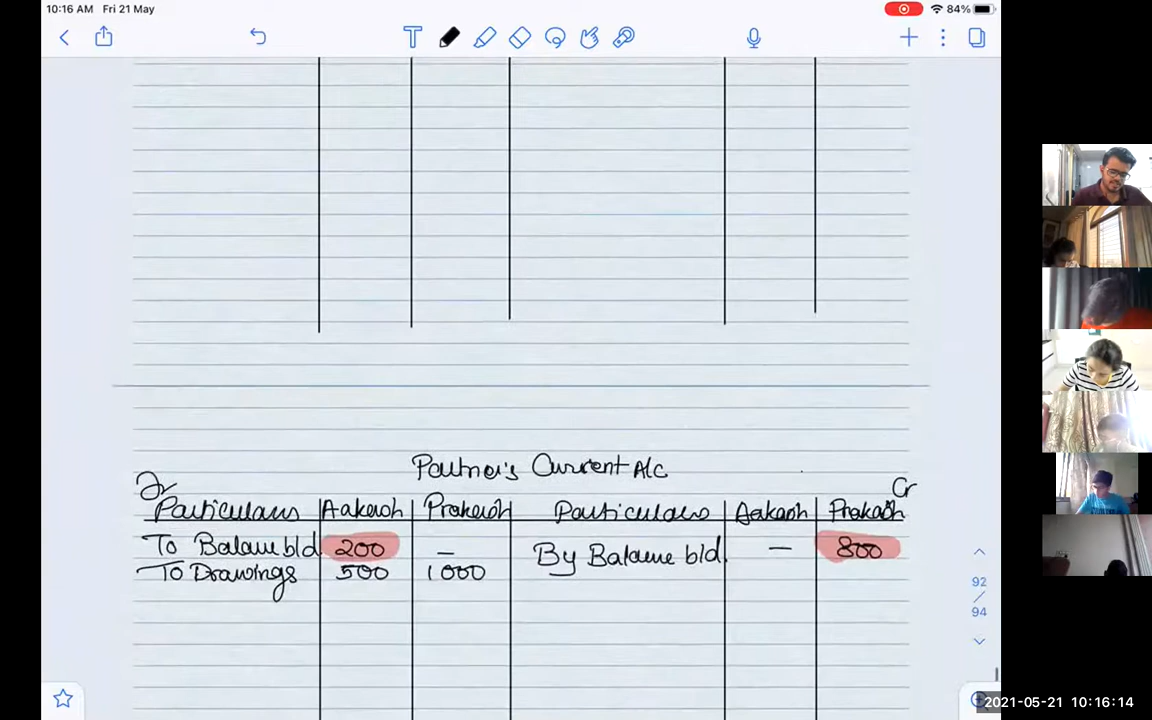 10:16 AM Fri 21 May
84%
T
Partner's Current A/c
Dr
Cr
Particulars Aakash Prakash Particulars Aakash Prakash
To Balance b/d 200 — By Balance b/d. — 800
To Drawings 500 1000
92
/
94
2021-05-21 10:16:14